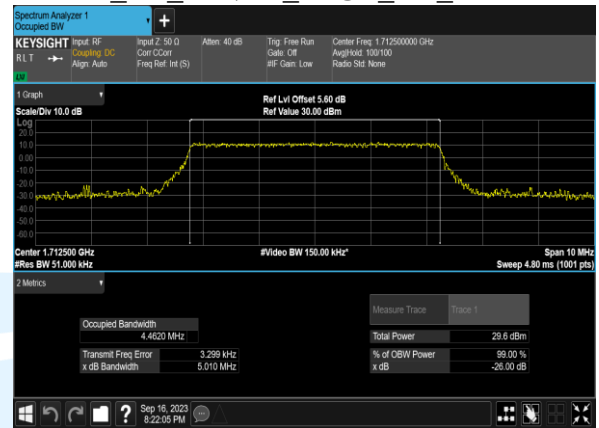 Spectrum Analyzer 1
Occupied BW
KEYSIGHT
RLT
LV
Input: RF
Coupling: DC
Align: Auto
Input Z: 50 Ω
Corr CCorr
Freq Ref: Int (S)
Atten: 40 dB
Trig: Free Run
Gate: Off
#IF Gain: Low
Center Freq: 1.712500000 GHz
Avg|Hold: 100/100
Radio Std: None
1 Graph
Scale/Div 10.0 dB
Ref Lvl Offset 5.60 dB
Ref Value 30.00 dBm
Log
20.0
10.0
0.00
-10.0
-20.0
-30.0
-40.0
-50.0
-60.0
Center 1.712500 GHz
#Res BW 51.000 kHz
#Video BW 150.00 kHz*
Span 10 MHz
Sweep 4.80 ms (1001 pts)
2 Metrics
Measure Trace Trace 1
Occupied Bandwidth
4.4620 MHz
Total Power 29.6 dBm
Transmit Freq Error 3.299 kHz
% of OBW Power 99.00 %
x dB Bandwidth 5.010 MHz
x dB -26.00 dB
?
Sep 16, 2023
8:22:05 PM